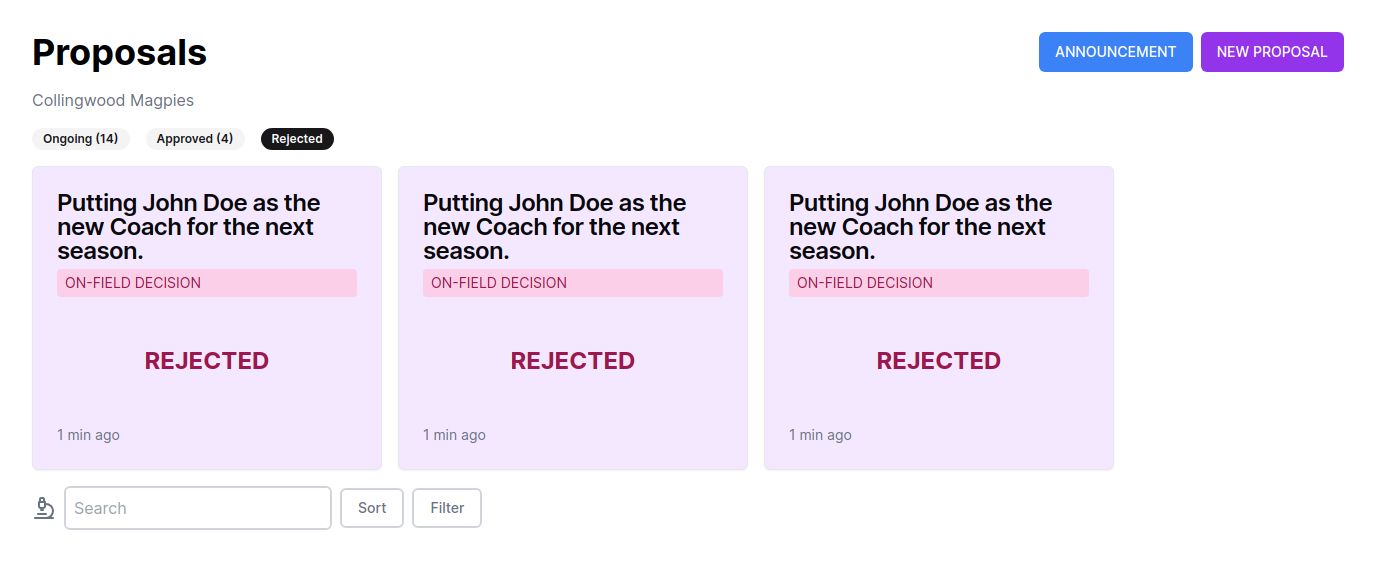 Proposals
ANNOUNCEMENT
NEW PROPOSAL
Collingwood Magpies
Ongoing (14)
Approved (4)
Rejected
Putting John Doe as the
new Coach for the next
season.
ON-FIELD DECISION
REJECTED
1 min ago
Putting John Doe as the
new Coach for the next
season.
ON-FIELD DECISION
REJECTED
1 min ago
Putting John Doe as the
new Coach for the next
season.
ON-FIELD DECISION
REJECTED
1 min ago
Search
Sort
Filter